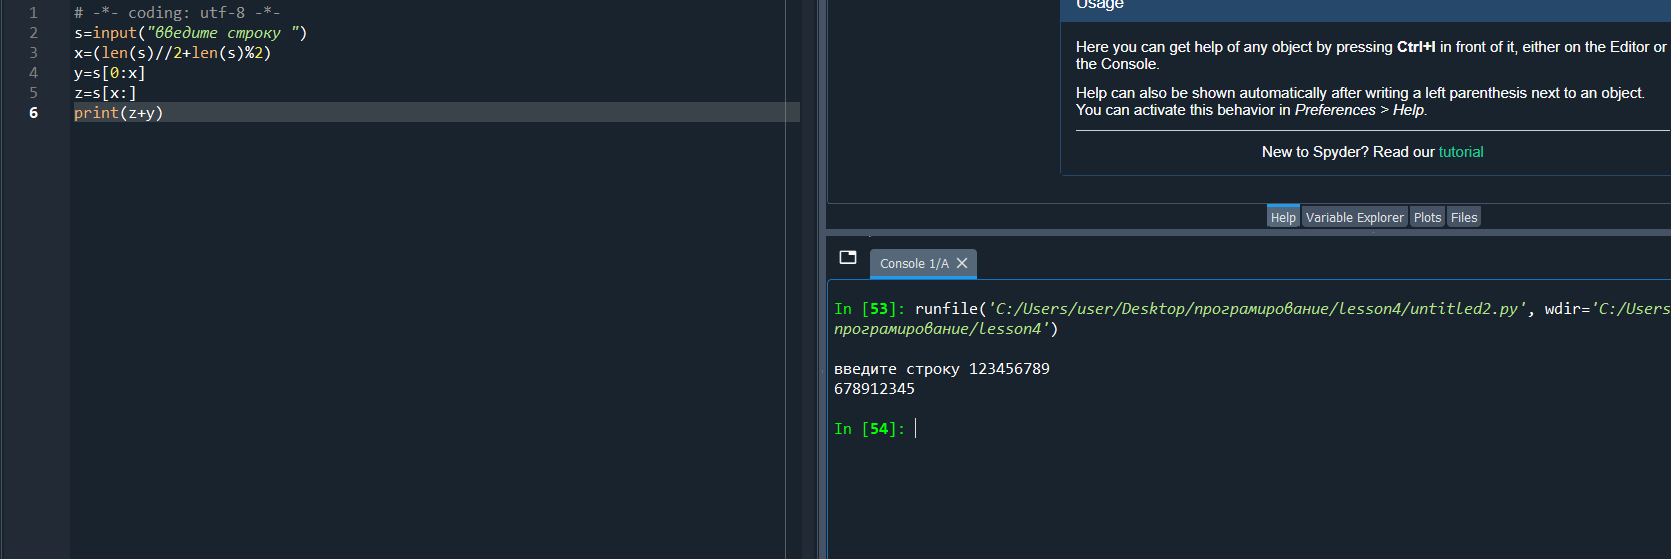 1 # -*- coding: utf-8 -*-
2 s=input("введите строку ")
3 x=(len(s)//2+len(s)%2)
4 y=s[0:x]
5 z=s[x:]
6 print(z+y)
Usage
Here you can get help of any object by pressing Ctrl+I in front of it, either on the Editor or
the Console.
Help can also be shown automatically after writing a left parenthesis next to an object.
You can activate this behavior in Preferences > Help.
New to Spyder? Read our tutorial
Help Variable Explorer Plots Files
Console 1/A
In [53]: runfile('C:/Users/user/Desktop/програмирование/lesson4/untitled2.py', wdir='C:/Users
програмирование/lesson4')
введите строку 123456789
678912345
In [54]: